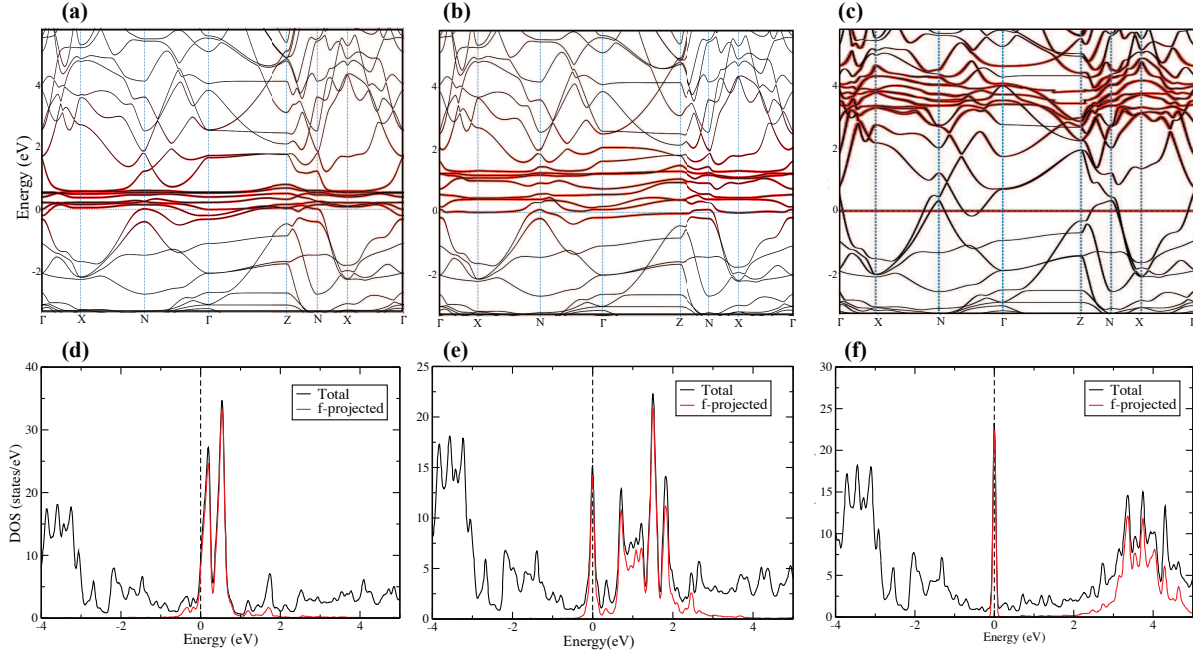 (a)
(b)
(c)
Energy (eV)
4
2
0
-2
Γ X N Γ Z N X Γ
4
2
0
-2
Γ X N Γ Z N X Γ
4
2
0
-2
Γ X N Γ Z N X Γ
(d)
(e)
(f)
DOS (states/eV)
40
30
20
10
0
Total
f-projected
-4 -2 0 2 4
Energy (eV)
25
20
15
10
5
0
Total
f-projected
-4 -2 0 2 4
Energy(eV)
30
25
20
15
10
5
0
Total
f-projected
-4 -2 0 2 4
Energy (eV)